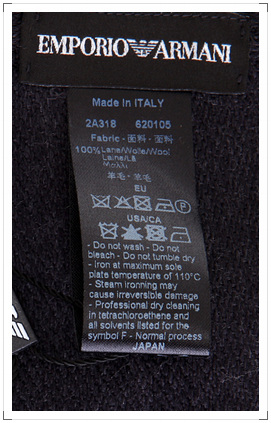 EMPORIO ARMANI
Made In ITALY
2A318 620105
Fabric - 面料 - 面料
100% Lana/Wolle/Wool
Laine/Lã
羊毛 - 羊毛
EU
P
USA/CA
- Do not wash - Do not
bleach - Do not tumble dry
- Iron at maximum sole
plate temperature of 110°C
- Steam ironning may
cause irreversible damage
- Professional dry cleaning
in tetrachloroethene and
all solvents listed for the
symbol F - Normal process
JAPAN